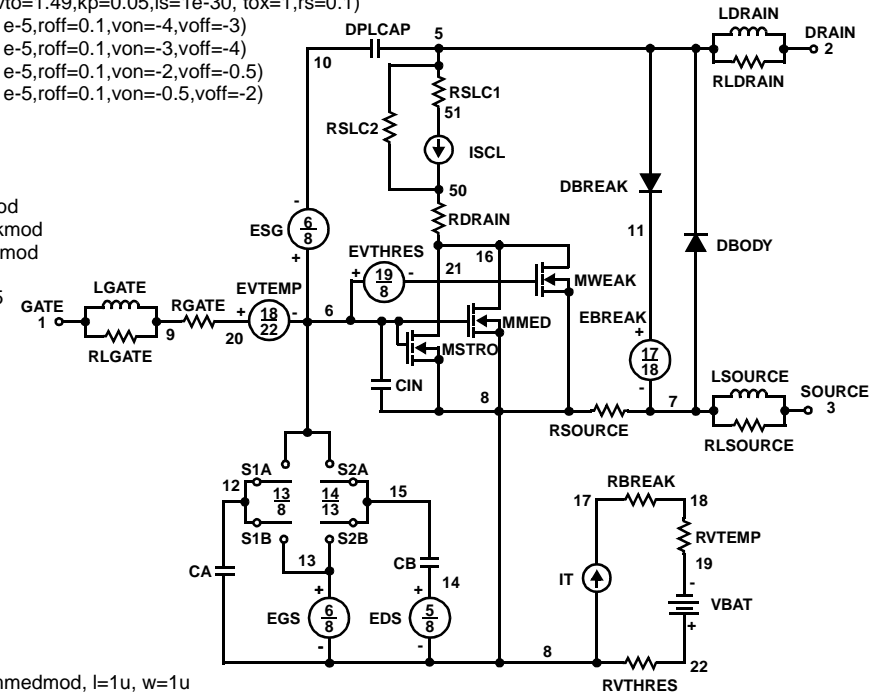 vto=1.49,kp=0.05,is=1e-30, tox=1,rs=0.1)
e-5,roff=0.1,von=-4,voff=-3)
e-5,roff=0.1,von=-3,voff=-4)
e-5,roff=0.1,von=-2,voff=-0.5)
e-5,roff=0.1,von=-0.5,voff=-2)
od
kmod
mod
5
LDRAIN
DRAIN
2
RLDRAIN
DPLCAP
5
10
RSLC1
51
RSLC2
ISCL
50
RDRAIN
DBREAK
11
DBODY
-
ESG
6
8
+
EVTHRES
+
19
8
-
21
16
MWEAK
LGATE
GATE
1
RLGATE
9
RGATE
20
EVTEMP
+
18
22
-
6
MMED
MSTRO
CIN
EBREAK
+
17
18
-
8
RSOURCE
7
LSOURCE
SOURCE
3
RLSOURCE
S1A
S2A
12
13
8
14
13
15
S1B
S2B
13
CA
CB
14
+
EGS
6
8
-
+
EDS
5
8
-
RBREAK
17
18
RVTEMP
19
IT
-
VBAT
+
8
22
RVTHRES
mmedmod, l=1u, w=1u